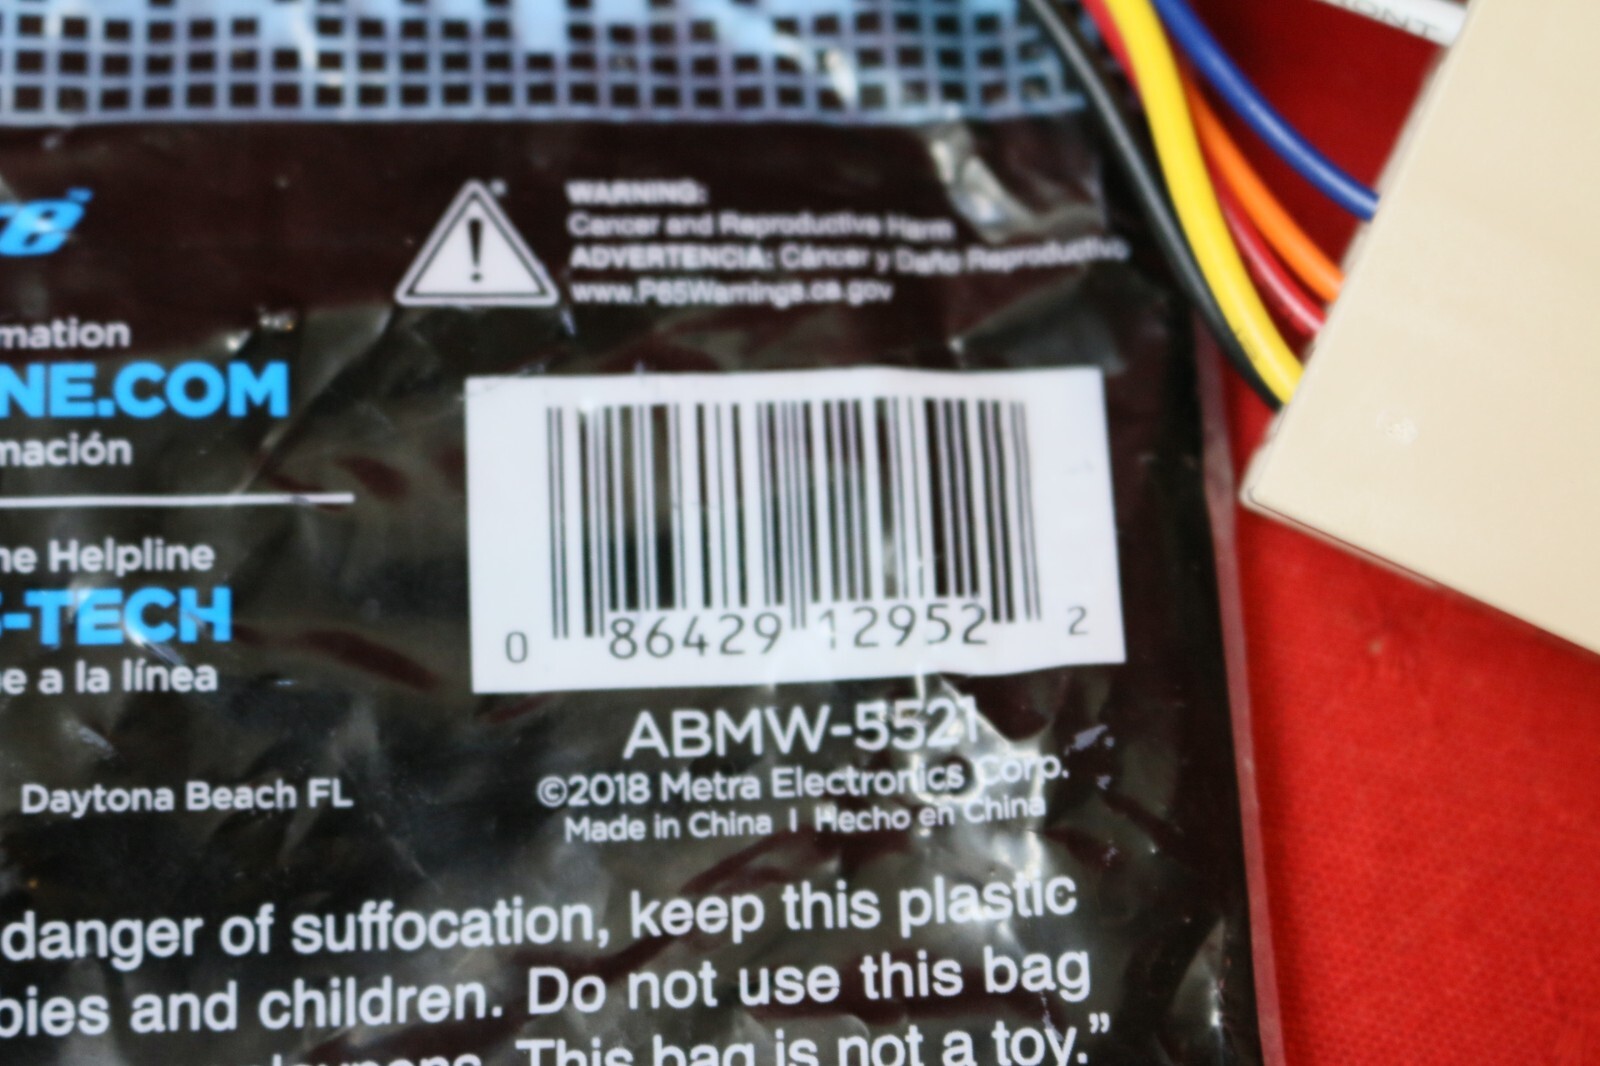 WARNING:
Cancer and Reproductive Harm
ADVERTENCIA: Cáncer y Daño Reproductivo
www.P65Warnings.ca.gov
mation
NE.COM
mación
ne Helpline
-TECH
e a la línea
0 86429 12952 2
ABMW-5521
Daytona Beach FL
©2018 Metra Electronics Corp.
Made in China I Hecho en China
danger of suffocation, keep this plastic
bies and children. Do not use this bag
This bag is not a toy.”